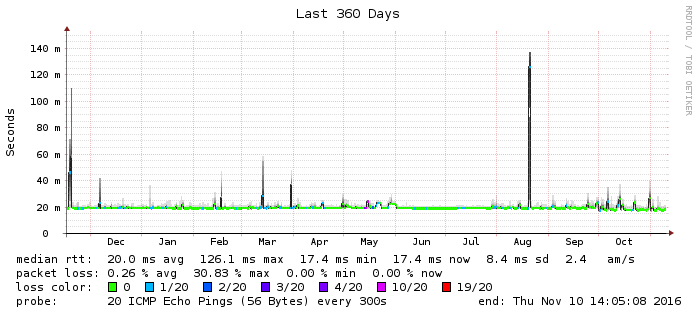 Last 360 Days
RRDTOOL / TOBI OETIKER
Seconds
140 m
120 m
100 m
80 m
60 m
40 m
20 m
0
Dec Jan Feb Mar Apr May Jun Jul Aug Sep Oct
median rtt: 20.0 ms avg 126.1 ms max 17.4 ms min 17.4 ms now 8.4 ms sd 2.4 am/s
packet loss: 0.26 % avg 30.83 % max 0.00 % min 0.00 % now
loss color: 0 1/20 2/20 3/20 4/20 10/20 19/20
probe: 20 ICMP Echo Pings (56 Bytes) every 300s end: Thu Nov 10 14:05:08 2016